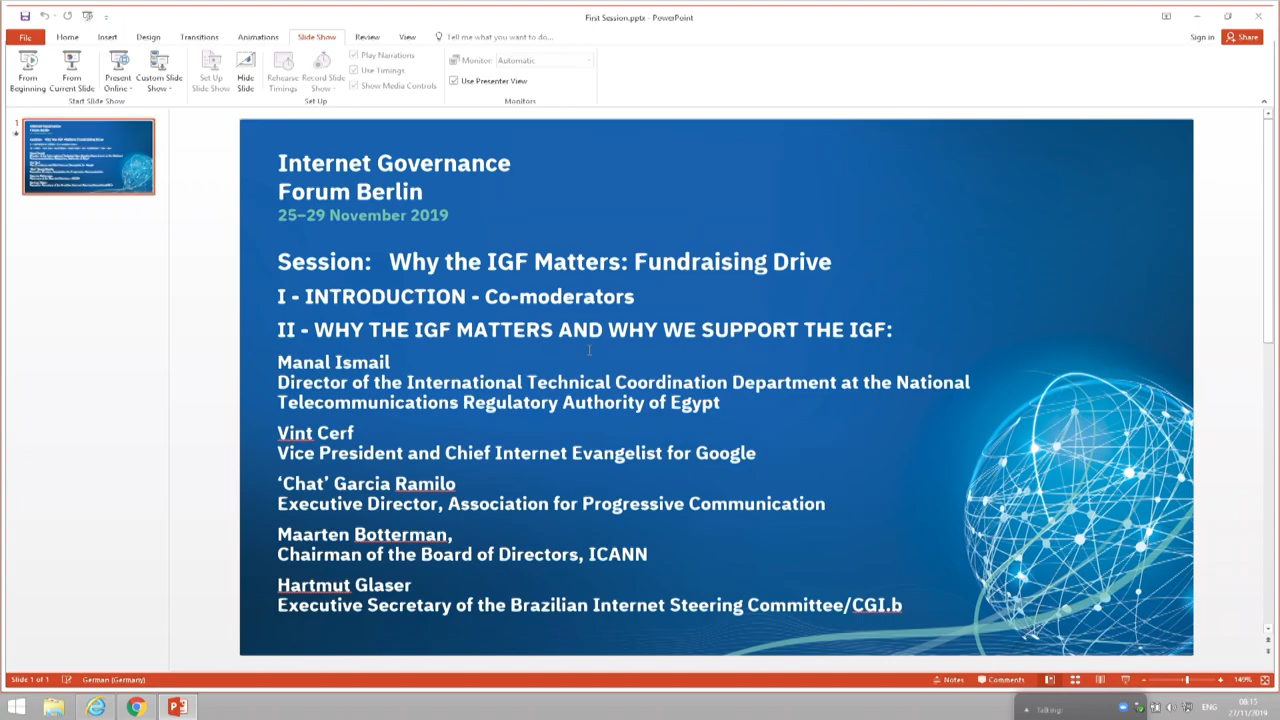 First Session.pptx - PowerPoint
File Home Insert Design Transitions Animations Slide Show Review View Tell me what you want to do... Sign in Share
From Beginning
From Current Slide
Present Online
Custom Slide Show
Set Up Slide Show
Hide Slide
Rehearse Timings
Record Slide Show
Play Narrations
Use Timings
Show Media Controls
Monitor: Automatic
Use Presenter View
Start Slide Show Set Up Monitors
1
Internet Governance
Forum Berlin
25–29 November 2019
Session: Why the IGF Matters: Fundraising Drive
I - INTRODUCTION - Co-moderators
II - WHY THE IGF MATTERS AND WHY WE SUPPORT THE IGF:
Manal Ismail
Director of the International Technical Coordination Department at the National
Telecommunications Regulatory Authority of Egypt
Vint Cerf
Vice President and Chief Internet Evangelist for Google
‘Chat’ Garcia Ramilo
Executive Director, Association for Progressive Communication
Maarten Botterman,
Chairman of the Board of Directors, ICANN
Hartmut Glaser
Executive Secretary of the Brazilian Internet Steering Committee/CGI.b
Slide 1 of 1 German (Germany) Notes Comments 149%
Talking:
ENG
08:15
27/11/2019